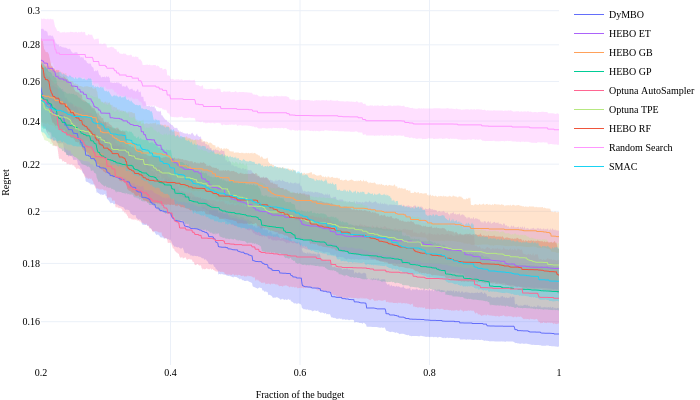 0.3
0.28
0.26
0.24
0.22
0.2
0.18
0.16
Regret
0.2
0.4
0.6
0.8
1
Fraction of the budget
DyMBO
HEBO ET
HEBO GB
HEBO GP
Optuna AutoSampler
Optuna TPE
HEBO RF
Random Search
SMAC